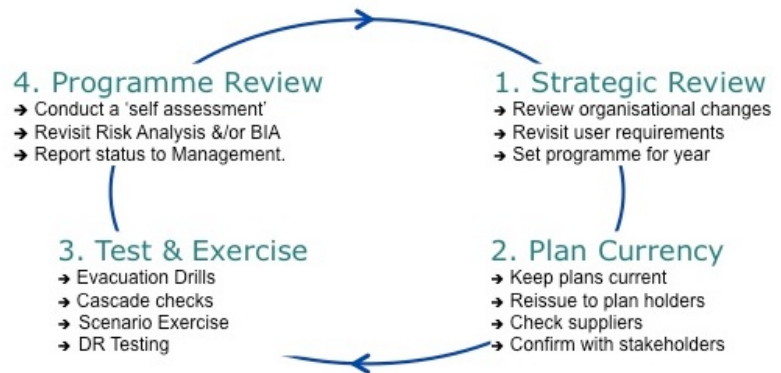 4. Programme Review
➔ Conduct a ‘self assessment’
➔ Revisit Risk Analysis &/or BIA
➔ Report status to Management.
1. Strategic Review
➔ Review organisational changes
➔ Revisit user requirements
➔ Set programme for year
3. Test & Exercise
➔ Evacuation Drills
➔ Cascade checks
➔ Scenario Exercise
➔ DR Testing
2. Plan Currency
➔ Keep plans current
➔ Reissue to plan holders
➔ Check suppliers
➔ Confirm with stakeholders